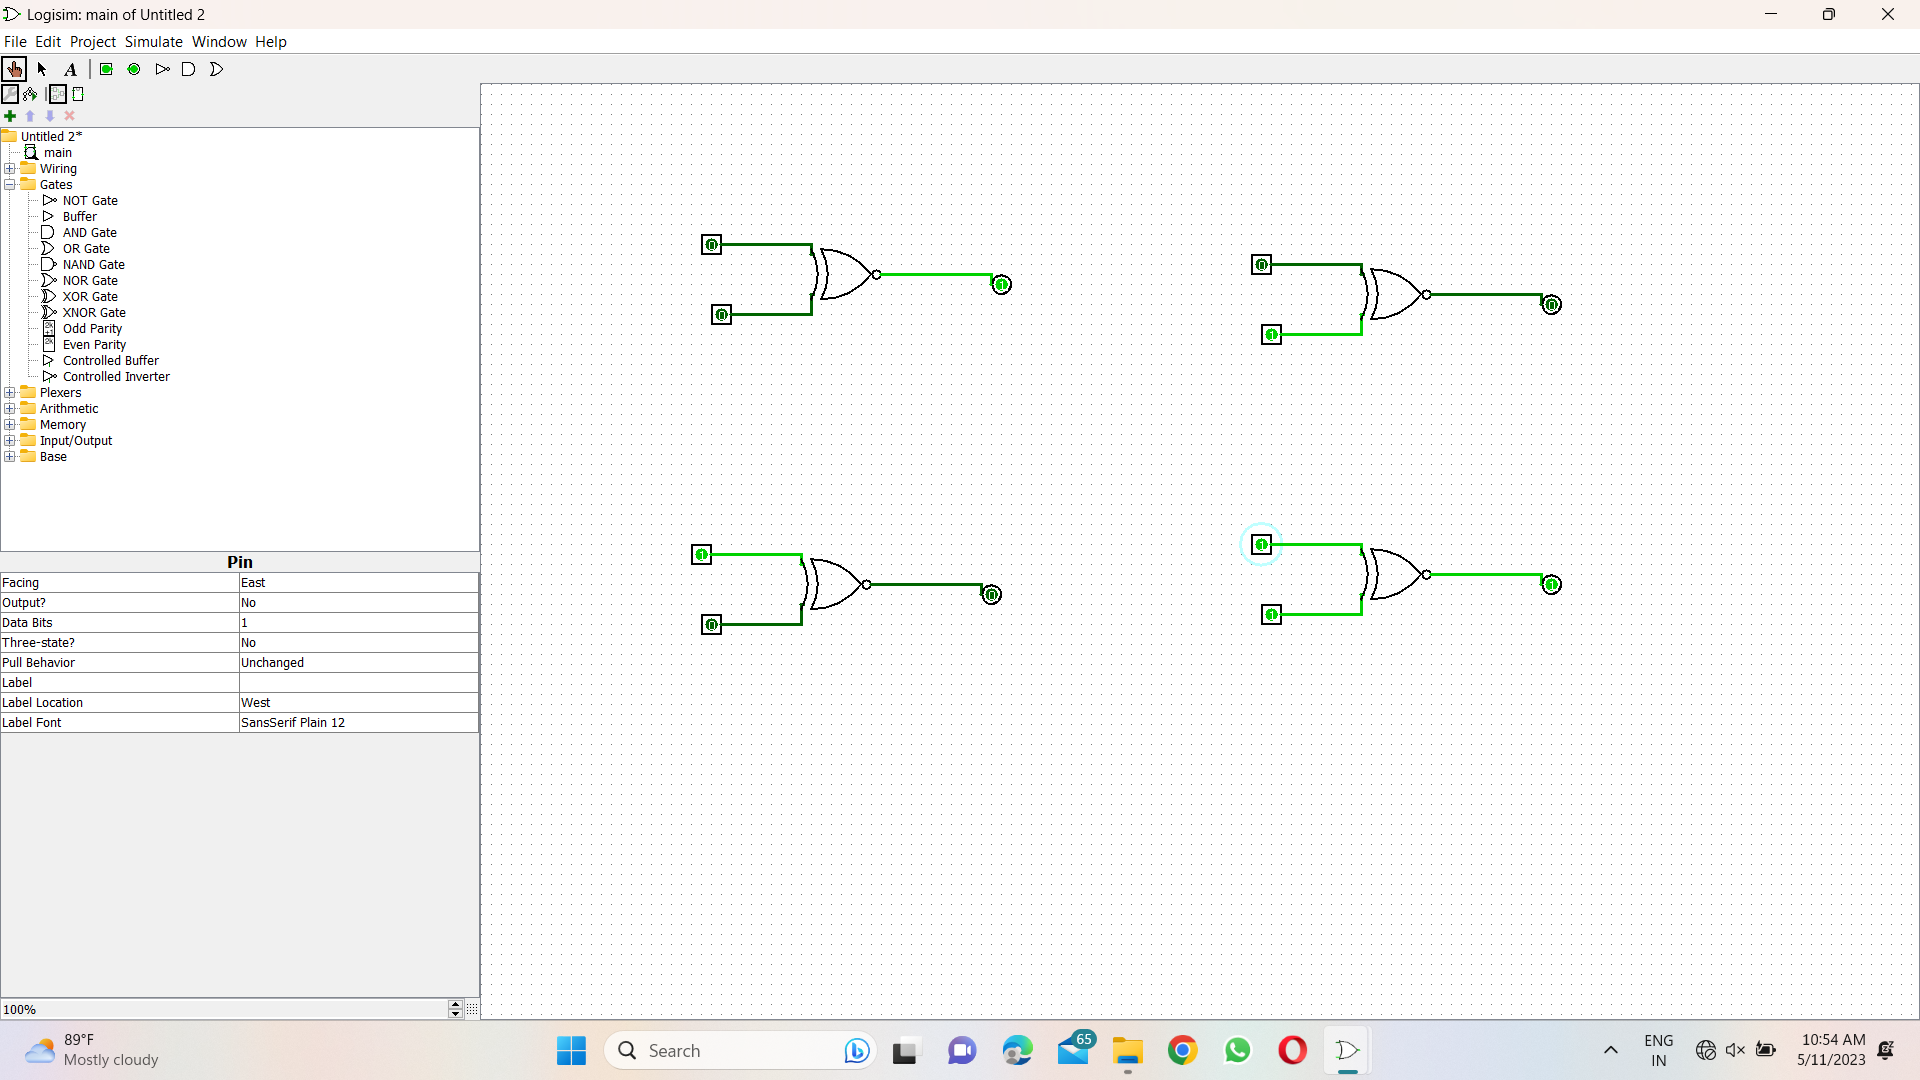 Logisim: main of Untitled 2
File Edit Project Simulate Window Help
A
Untitled 2*
main
Wiring
Gates
NOT Gate
Buffer
AND Gate
OR Gate
NAND Gate
NOR Gate
XOR Gate
XNOR Gate
Odd Parity
Even Parity
Controlled Buffer
Controlled Inverter
Plexers
Arithmetic
Memory
Input/Output
Base
Pin
Facing East
Output? No
Data Bits 1
Three-state? No
Pull Behavior Unchanged
Label
Label Location West
Label Font SansSerif Plain 12
100%
0
0
1
0
1
0
1
0
0
1
1
1
89°F
Mostly cloudy
Search
65
ENG
IN
10:54 AM
5/11/2023